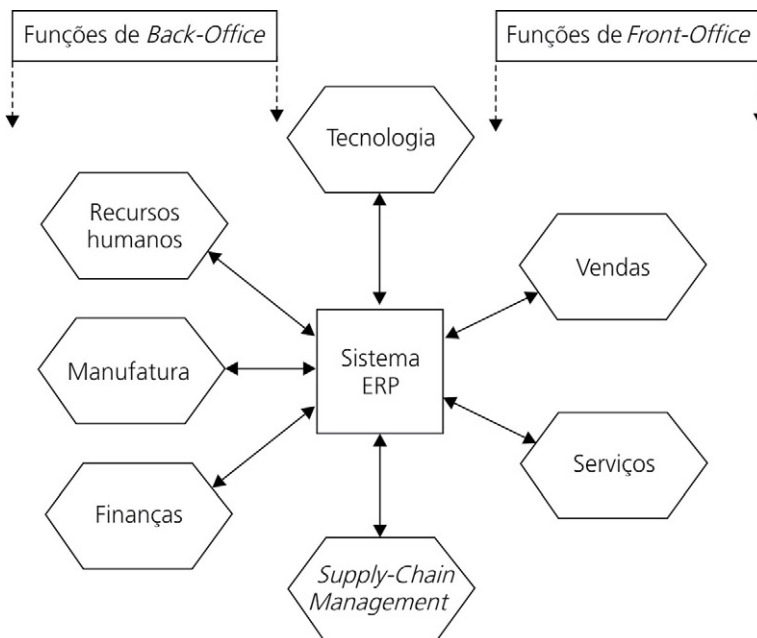 Funções de Back-Office
Funções de Front-Office
Tecnologia
Recursos
humanos
Vendas
Manufatura
Sistema
ERP
Finanças
Serviços
Supply-Chain
Management